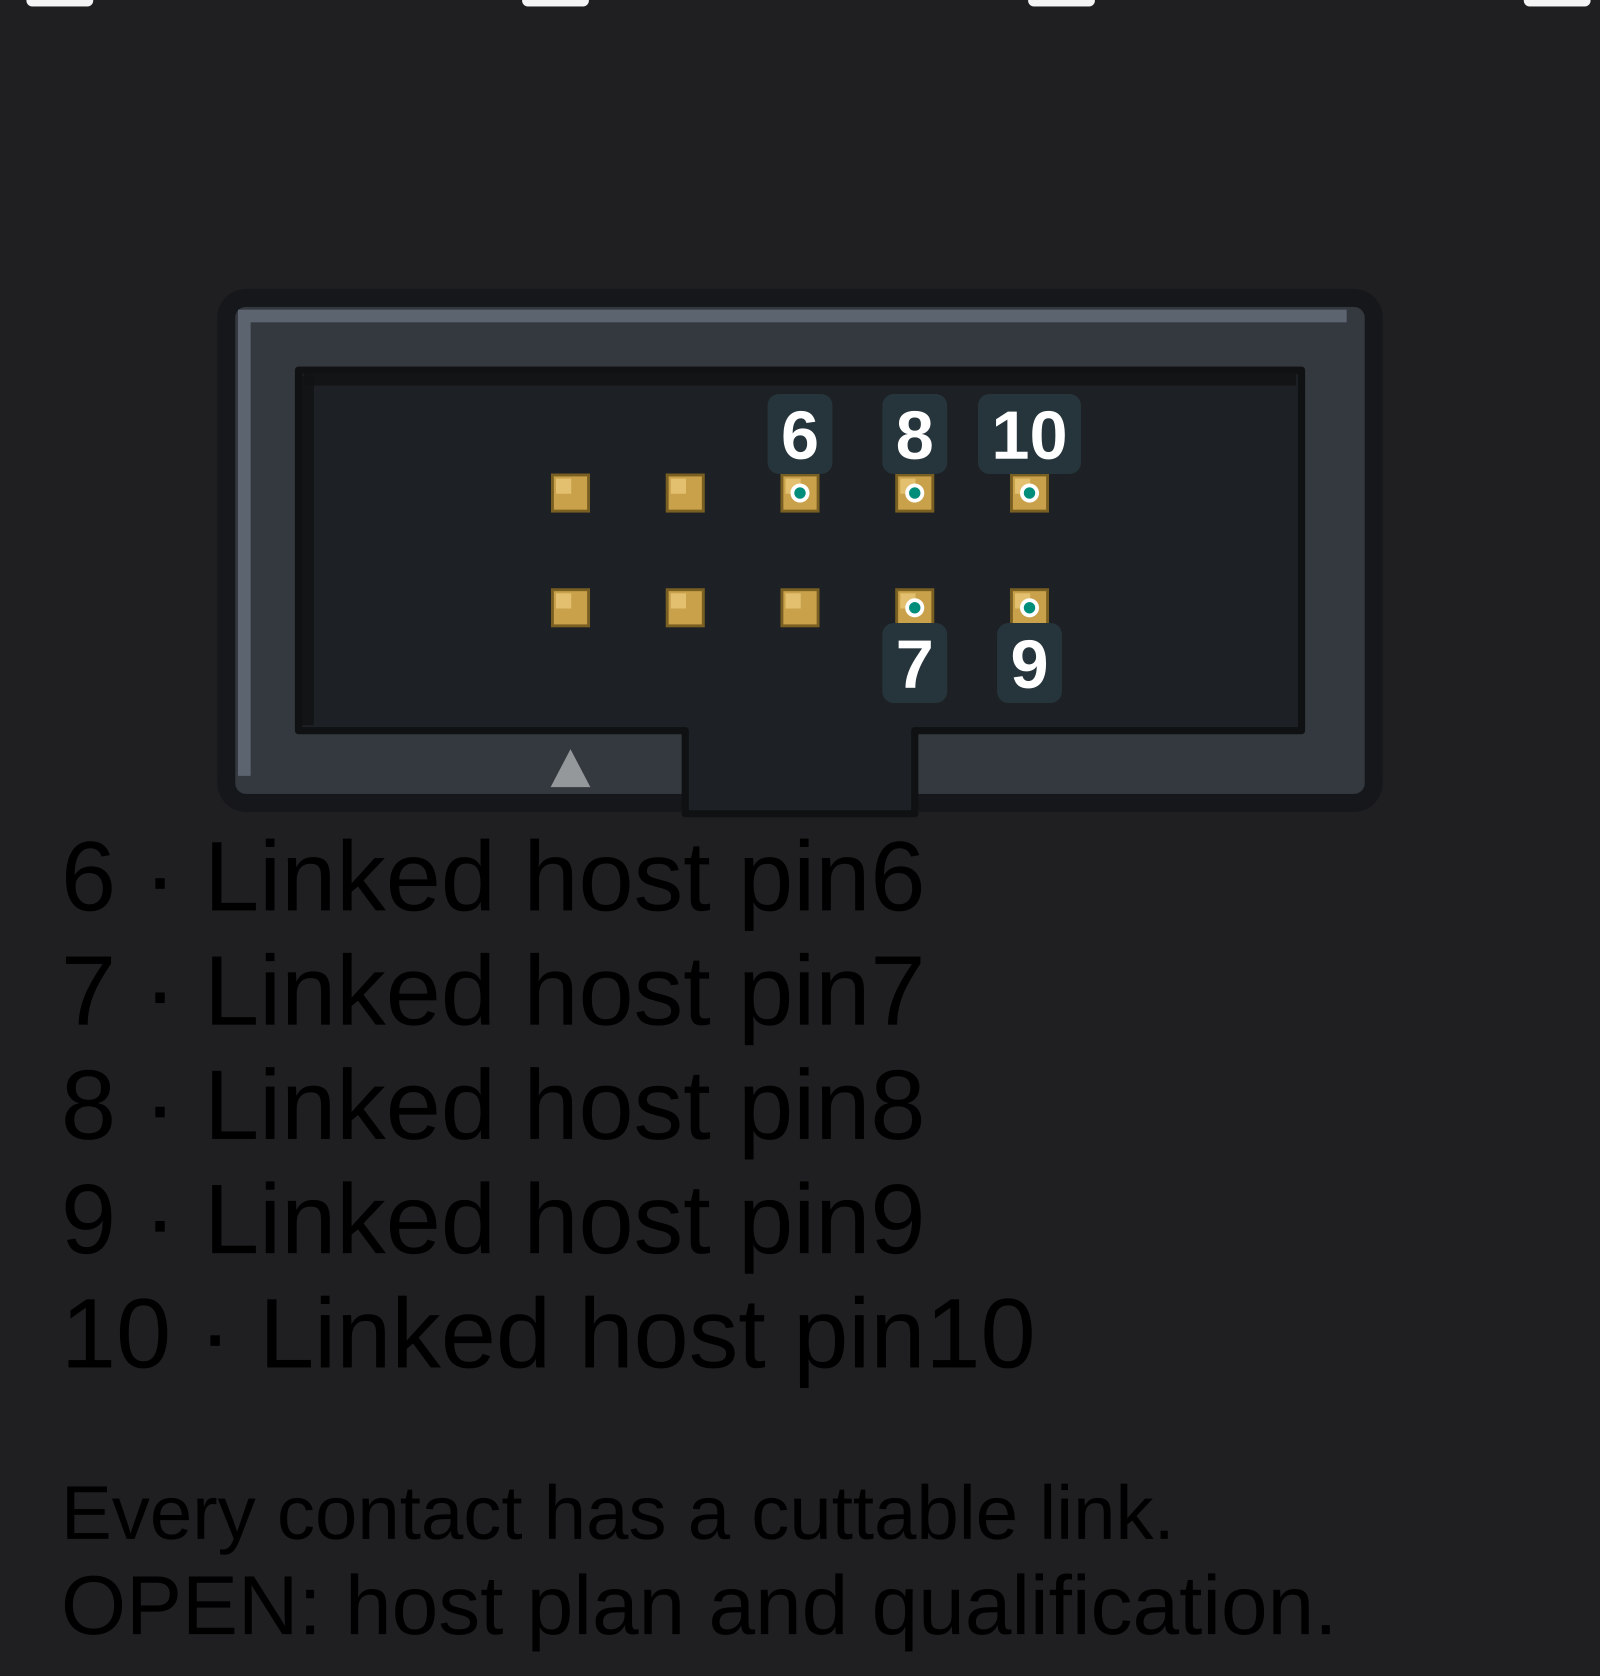 6 8 10
7 9
6 · Linked host pin6
7 · Linked host pin7
8 · Linked host pin8
9 · Linked host pin9
10 · Linked host pin10
Every contact has a cuttable link.
OPEN: host plan and qualification.